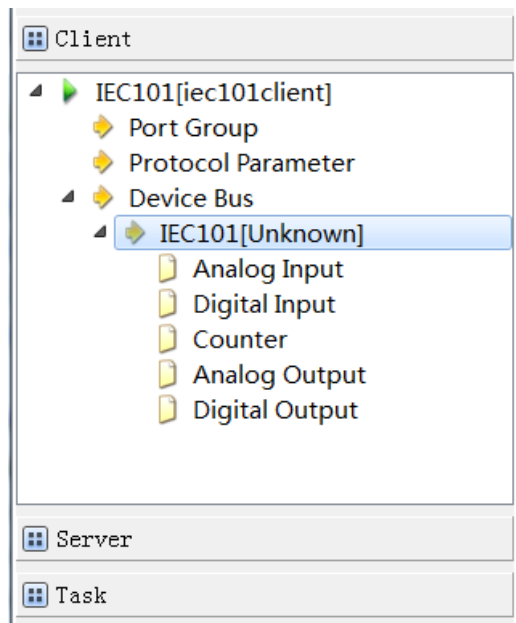 Client
IEC101[iec101client]
Port Group
Protocol Parameter
Device Bus
IEC101[Unknown]
Analog Input
Digital Input
Counter
Analog Output
Digital Output
Server
Task